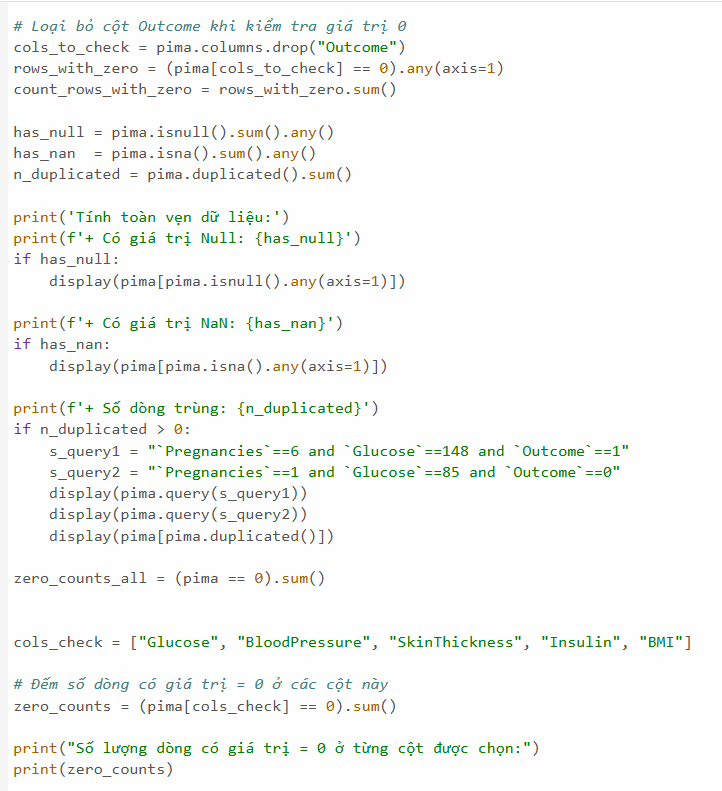 # Loại bỏ cột Outcome khi kiểm tra giá trị 0
cols_to_check = pima.columns.drop("Outcome")
rows_with_zero = (pima[cols_to_check] == 0).any(axis=1)
count_rows_with_zero = rows_with_zero.sum()

has_null = pima.isnull().sum().any()
has_nan  = pima.isna().sum().any()
n_duplicated = pima.duplicated().sum()

print('Tính toàn vẹn dữ liệu:')
print(f'+ Có giá trị Null: {has_null}')
if has_null:
    display(pima[pima.isnull().any(axis=1)])

print(f'+ Có giá trị NaN: {has_nan}')
if has_nan:
    display(pima[pima.isna().any(axis=1)])

print(f'+ Số dòng trùng: {n_duplicated}')
if n_duplicated > 0:
    s_query1 = "`Pregnancies`==6 and `Glucose`==148 and `Outcome`==1"
    s_query2 = "`Pregnancies`==1 and `Glucose`==85 and `Outcome`==0"
    display(pima.query(s_query1))
    display(pima.query(s_query2))
    display(pima[pima.duplicated()])

zero_counts_all = (pima == 0).sum()

cols_check = ["Glucose", "BloodPressure", "SkinThickness", "Insulin", "BMI"]

# Đếm số dòng có giá trị = 0 ở các cột này
zero_counts = (pima[cols_check] == 0).sum()

print("Số lượng dòng có giá trị = 0 ở từng cột được chọn:")
print(zero_counts)